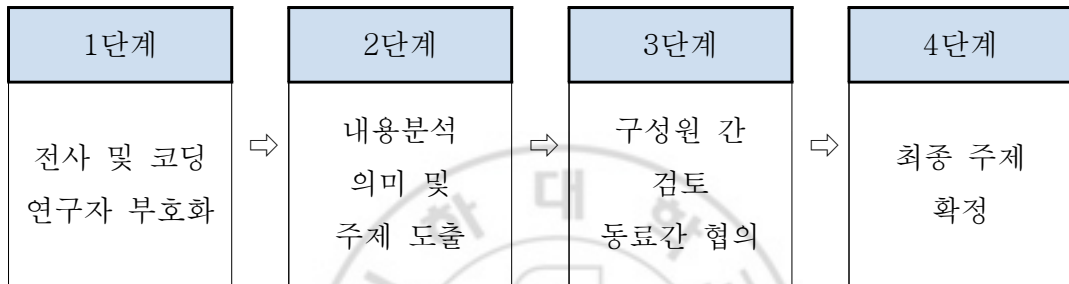 1단계
전사 및 코딩
연구자 부호화
⇨
2단계
내용분석
의미 및
주제 도출
⇨
3단계
구성원 간
검토
동료간 협의
⇨
4단계
최종 주제
확정